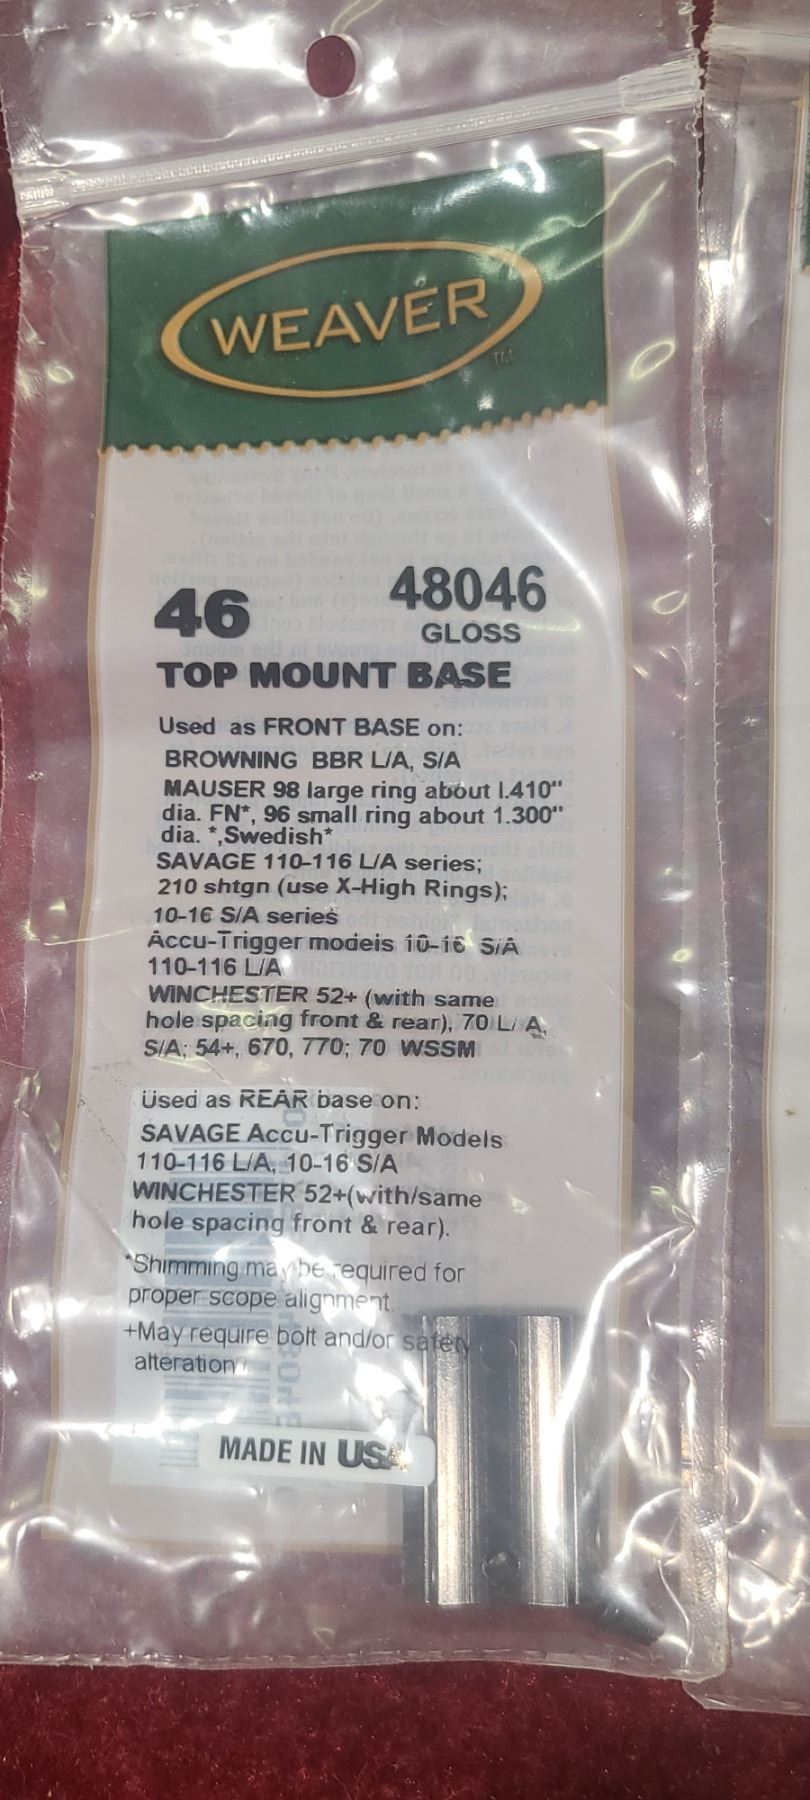 WEAVER
TM
46
48046
GLOSS
TOP MOUNT BASE
Used as FRONT BASE on:
BROWNING BBR L/A, S/A
MAUSER 98 large ring about 1.410"
dia. FN*, 96 small ring about 1.300"
dia. *,Swedish*
SAVAGE 110-116 L/A series;
210 shtgn (use X-High Rings);
10-16 S/A series
Accu-Trigger models 10-16 S/A
110-116 L/A
WINCHESTER 52+ (with same
hole spacing front & rear), 70 L/A,
S/A; 54+, 670, 770; 70 WSSM
Used as REAR base on:
SAVAGE Accu-Trigger Models
110-116 L/A, 10-16 S/A
WINCHESTER 52+(with/same
hole spacing front & rear).
*Shimming may be required for
proper scope alignment.
+May require bolt and/or safety
alteration
MADE IN USA